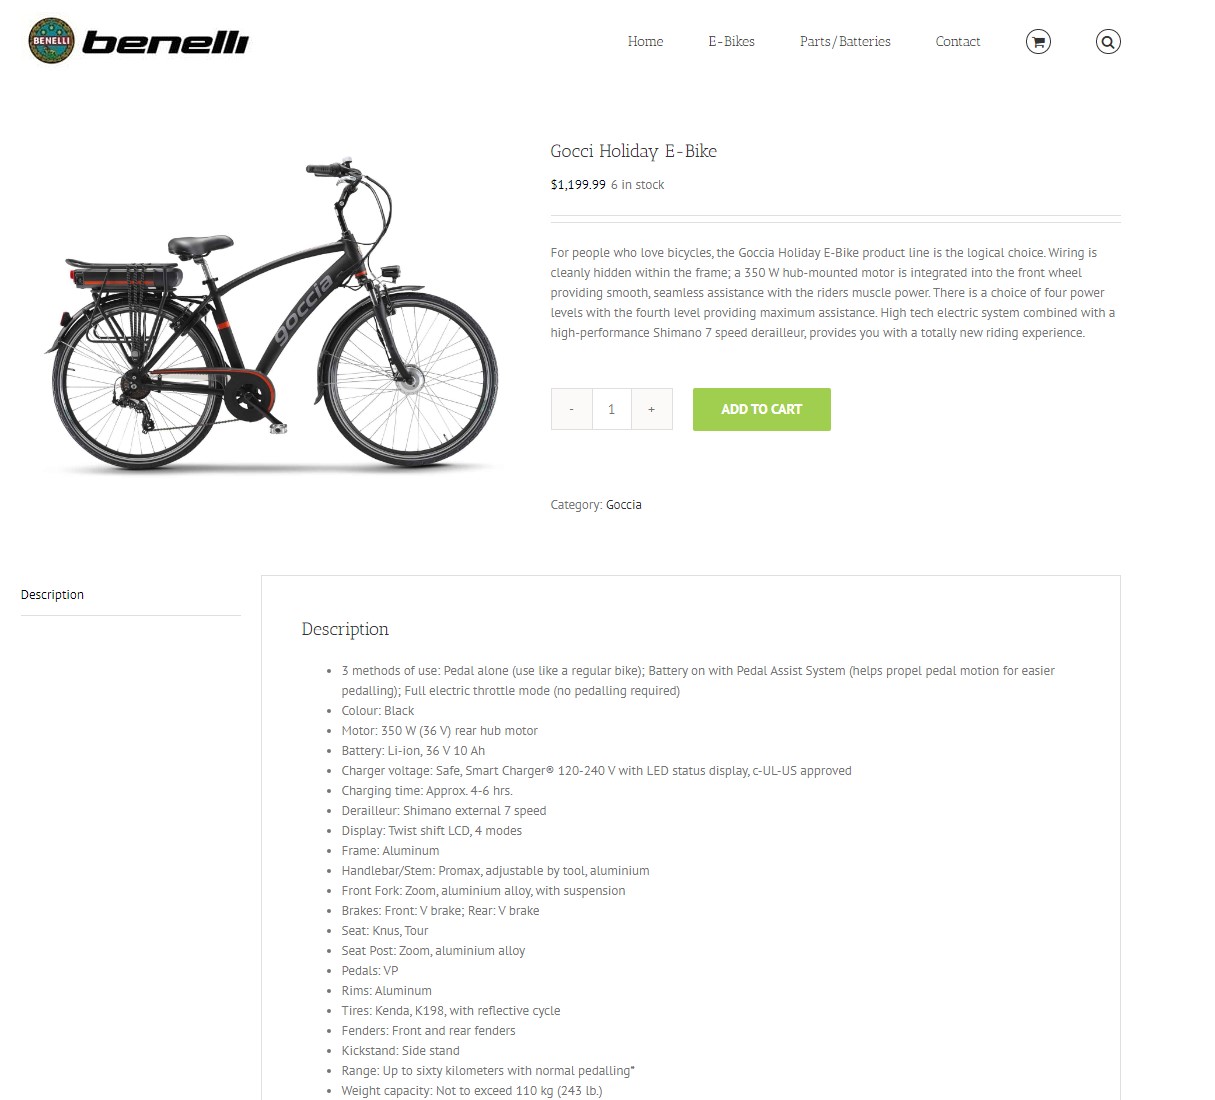 BENELLI benelli
Home E-Bikes Parts/Batteries Contact
Gocci Holiday E-Bike
$1,199.99 6 in stock
goccia
For people who love bicycles, the Goccia Holiday E-Bike product line is the logical choice. Wiring is
cleanly hidden within the frame; a 350 W hub-mounted motor is integrated into the front wheel
providing smooth, seamless assistance with the riders muscle power. There is a choice of four power
levels with the fourth level providing maximum assistance. High tech electric system combined with a
high-performance Shimano 7 speed derailleur, provides you with a totally new riding experience.
- 1 + ADD TO CART
Category: Goccia
Description
Description
• 3 methods of use: Pedal alone (use like a regular bike); Battery on with Pedal Assist System (helps propel pedal motion for easier
pedalling); Full electric throttle mode (no pedalling required)
• Colour: Black
• Motor: 350 W (36 V) rear hub motor
• Battery: Li-ion, 36 V 10 Ah
• Charger voltage: Safe, Smart Charger® 120-240 V with LED status display, c-UL-US approved
• Charging time: Approx. 4-6 hrs.
• Derailleur: Shimano external 7 speed
• Display: Twist shift LCD, 4 modes
• Frame: Aluminum
• Handlebar/Stem: Promax, adjustable by tool, aluminium
• Front Fork: Zoom, aluminium alloy, with suspension
• Brakes: Front: V brake; Rear: V brake
• Seat: Knus, Tour
• Seat Post: Zoom, aluminium alloy
• Pedals: VP
• Rims: Aluminum
• Tires: Kenda, K198, with reflective cycle
• Fenders: Front and rear fenders
• Kickstand: Side stand
• Range: Up to sixty kilometers with normal pedalling*
• Weight capacity: Not to exceed 110 kg (243 lb.)